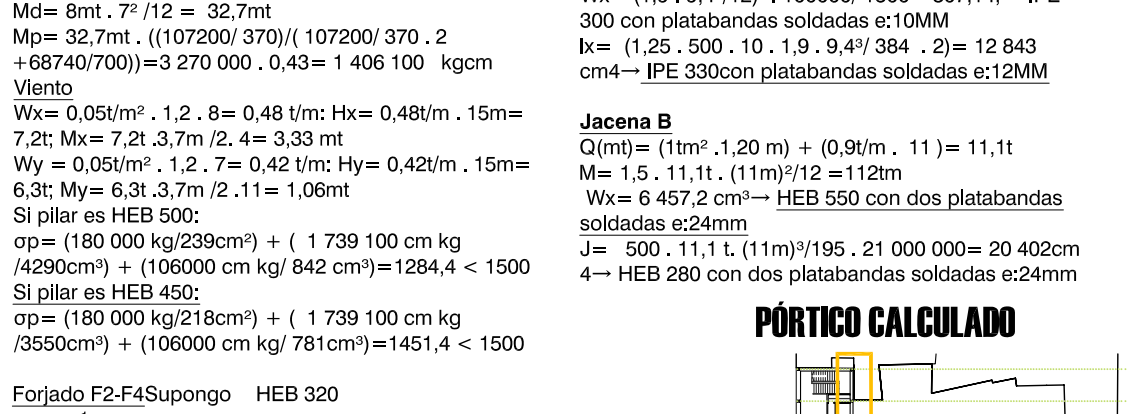 Md= 8mt . 7² /12 =  32,7mt
Mp= 32,7mt . ((107200/ 370)/( 107200/ 370 . 2
+68740/700))=3 270 000 . 0,43= 1 406 100   kgcm
Viento
Wx= 0,05t/m² . 1,2 . 8= 0,48 t/m: Hx= 0,48t/m . 15m=
7,2t; Mx= 7,2t .3,7m /2. 4= 3,33 mt
Wy = 0,05t/m² . 1,2 . 7= 0,42 t/m: Hy= 0,42t/m . 15m=
6,3t; My= 6,3t .3,7m /2 .11= 1,06mt
Si pilar es HEB 500:
σp= (180 000 kg/239cm²) + (  1 739 100 cm kg
/4290cm³) + (106000 cm kg/ 842 cm³)=1284,4 < 1500
Si pilar es HEB 450:
σp= (180 000 kg/218cm²) + (  1 739 100 cm kg
/3550cm³) + (106000 cm kg/ 781cm³)=1451,4 < 1500
Forjado F2-F4Supongo    HEB 320
300 con platabandas soldadas e:10MM
Ix=  (1,25 . 500 . 10 . 1,9 . 9,4³/ 384  . 2)= 12 843
cm4→ IPE 330con platabandas soldadas e:12MM
Jacena B
Q(mt)= (1tm² .1,20 m) + (0,9t/m .  11 )= 11,1t
M= 1,5 . 11,1t . (11m)²/12 =112tm
Wx= 6 457,2 cm³→ HEB 550 con dos platabandas
soldadas e:24mm
J=   500 . 11,1 t. (11m)³/195 . 21 000 000= 20 402cm
4→ HEB 280 con dos platabandas soldadas e:24mm
PÓRTICO CALCULADO